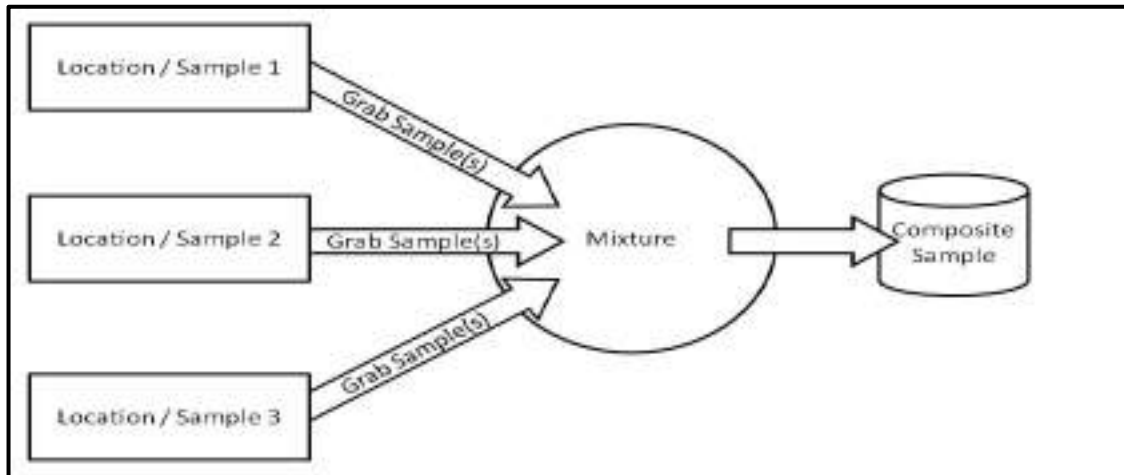 Location / Sample 1
Grab Sample(s)
Location / Sample 2
Grab Sample(s)
Mixture
Composite
Sample
Grab Sample(s)
Location / Sample 3